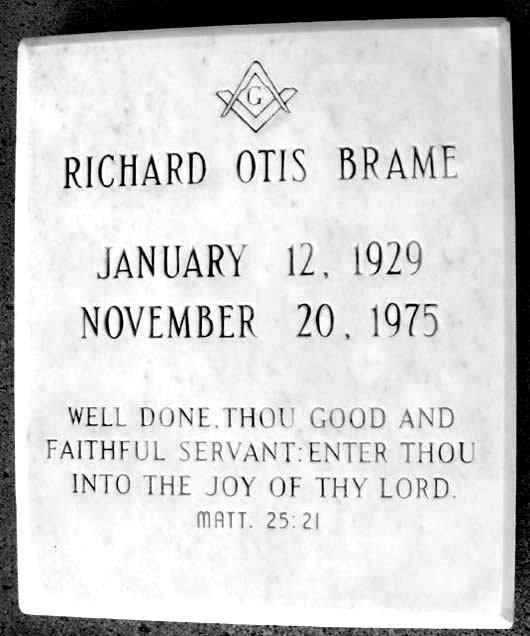 G
RICHARD OTIS BRAME
JANUARY 12, 1929
NOVEMBER 20, 1975
WELL DONE, THOU GOOD AND
FAITHFUL SERVANT: ENTER THOU
INTO THE JOY OF THY LORD.
MATT. 25:21